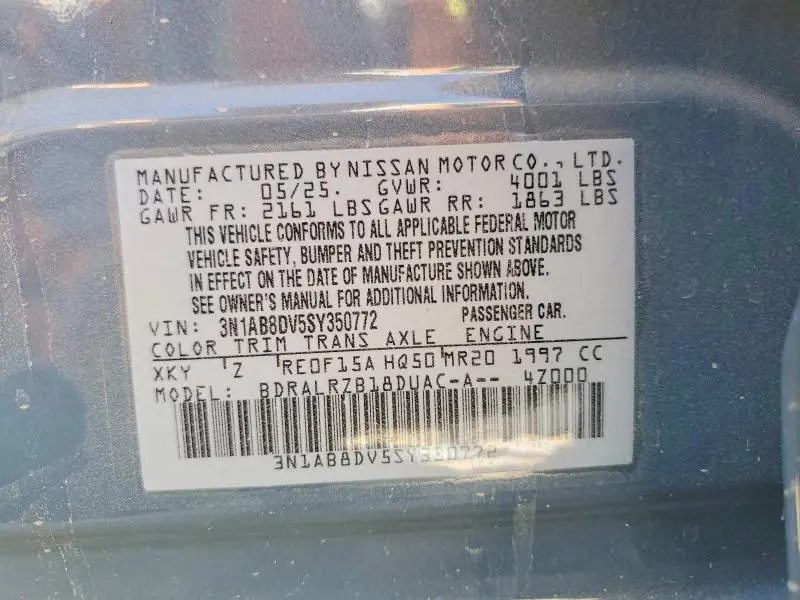 MANUFACTURED BY NISSAN MOTOR CO., LTD.
DATE: 05/25. GVWR: 4001 LBS
GAWR FR: 2161 LBS GAWR RR: 1863 LBS
THIS VEHICLE CONFORMS TO ALL APPLICABLE FEDERAL MOTOR
VEHICLE SAFETY, BUMPER AND THEFT PREVENTION STANDARDS
IN EFFECT ON THE DATE OF MANUFACTURE SHOWN ABOVE.
SEE OWNER'S MANUAL FOR ADDITIONAL INFORMATION.
VIN: 3N1AB8DV5SY350772 PASSENGER CAR.
COLOR TRIM TRANS AXLE ENGINE
XKY Z RE0F15A HQ50 MR20 1997 CC
MODEL: BDRALRZB18DUAC-A-- 4Z000
3N1AB8DV5SY350772